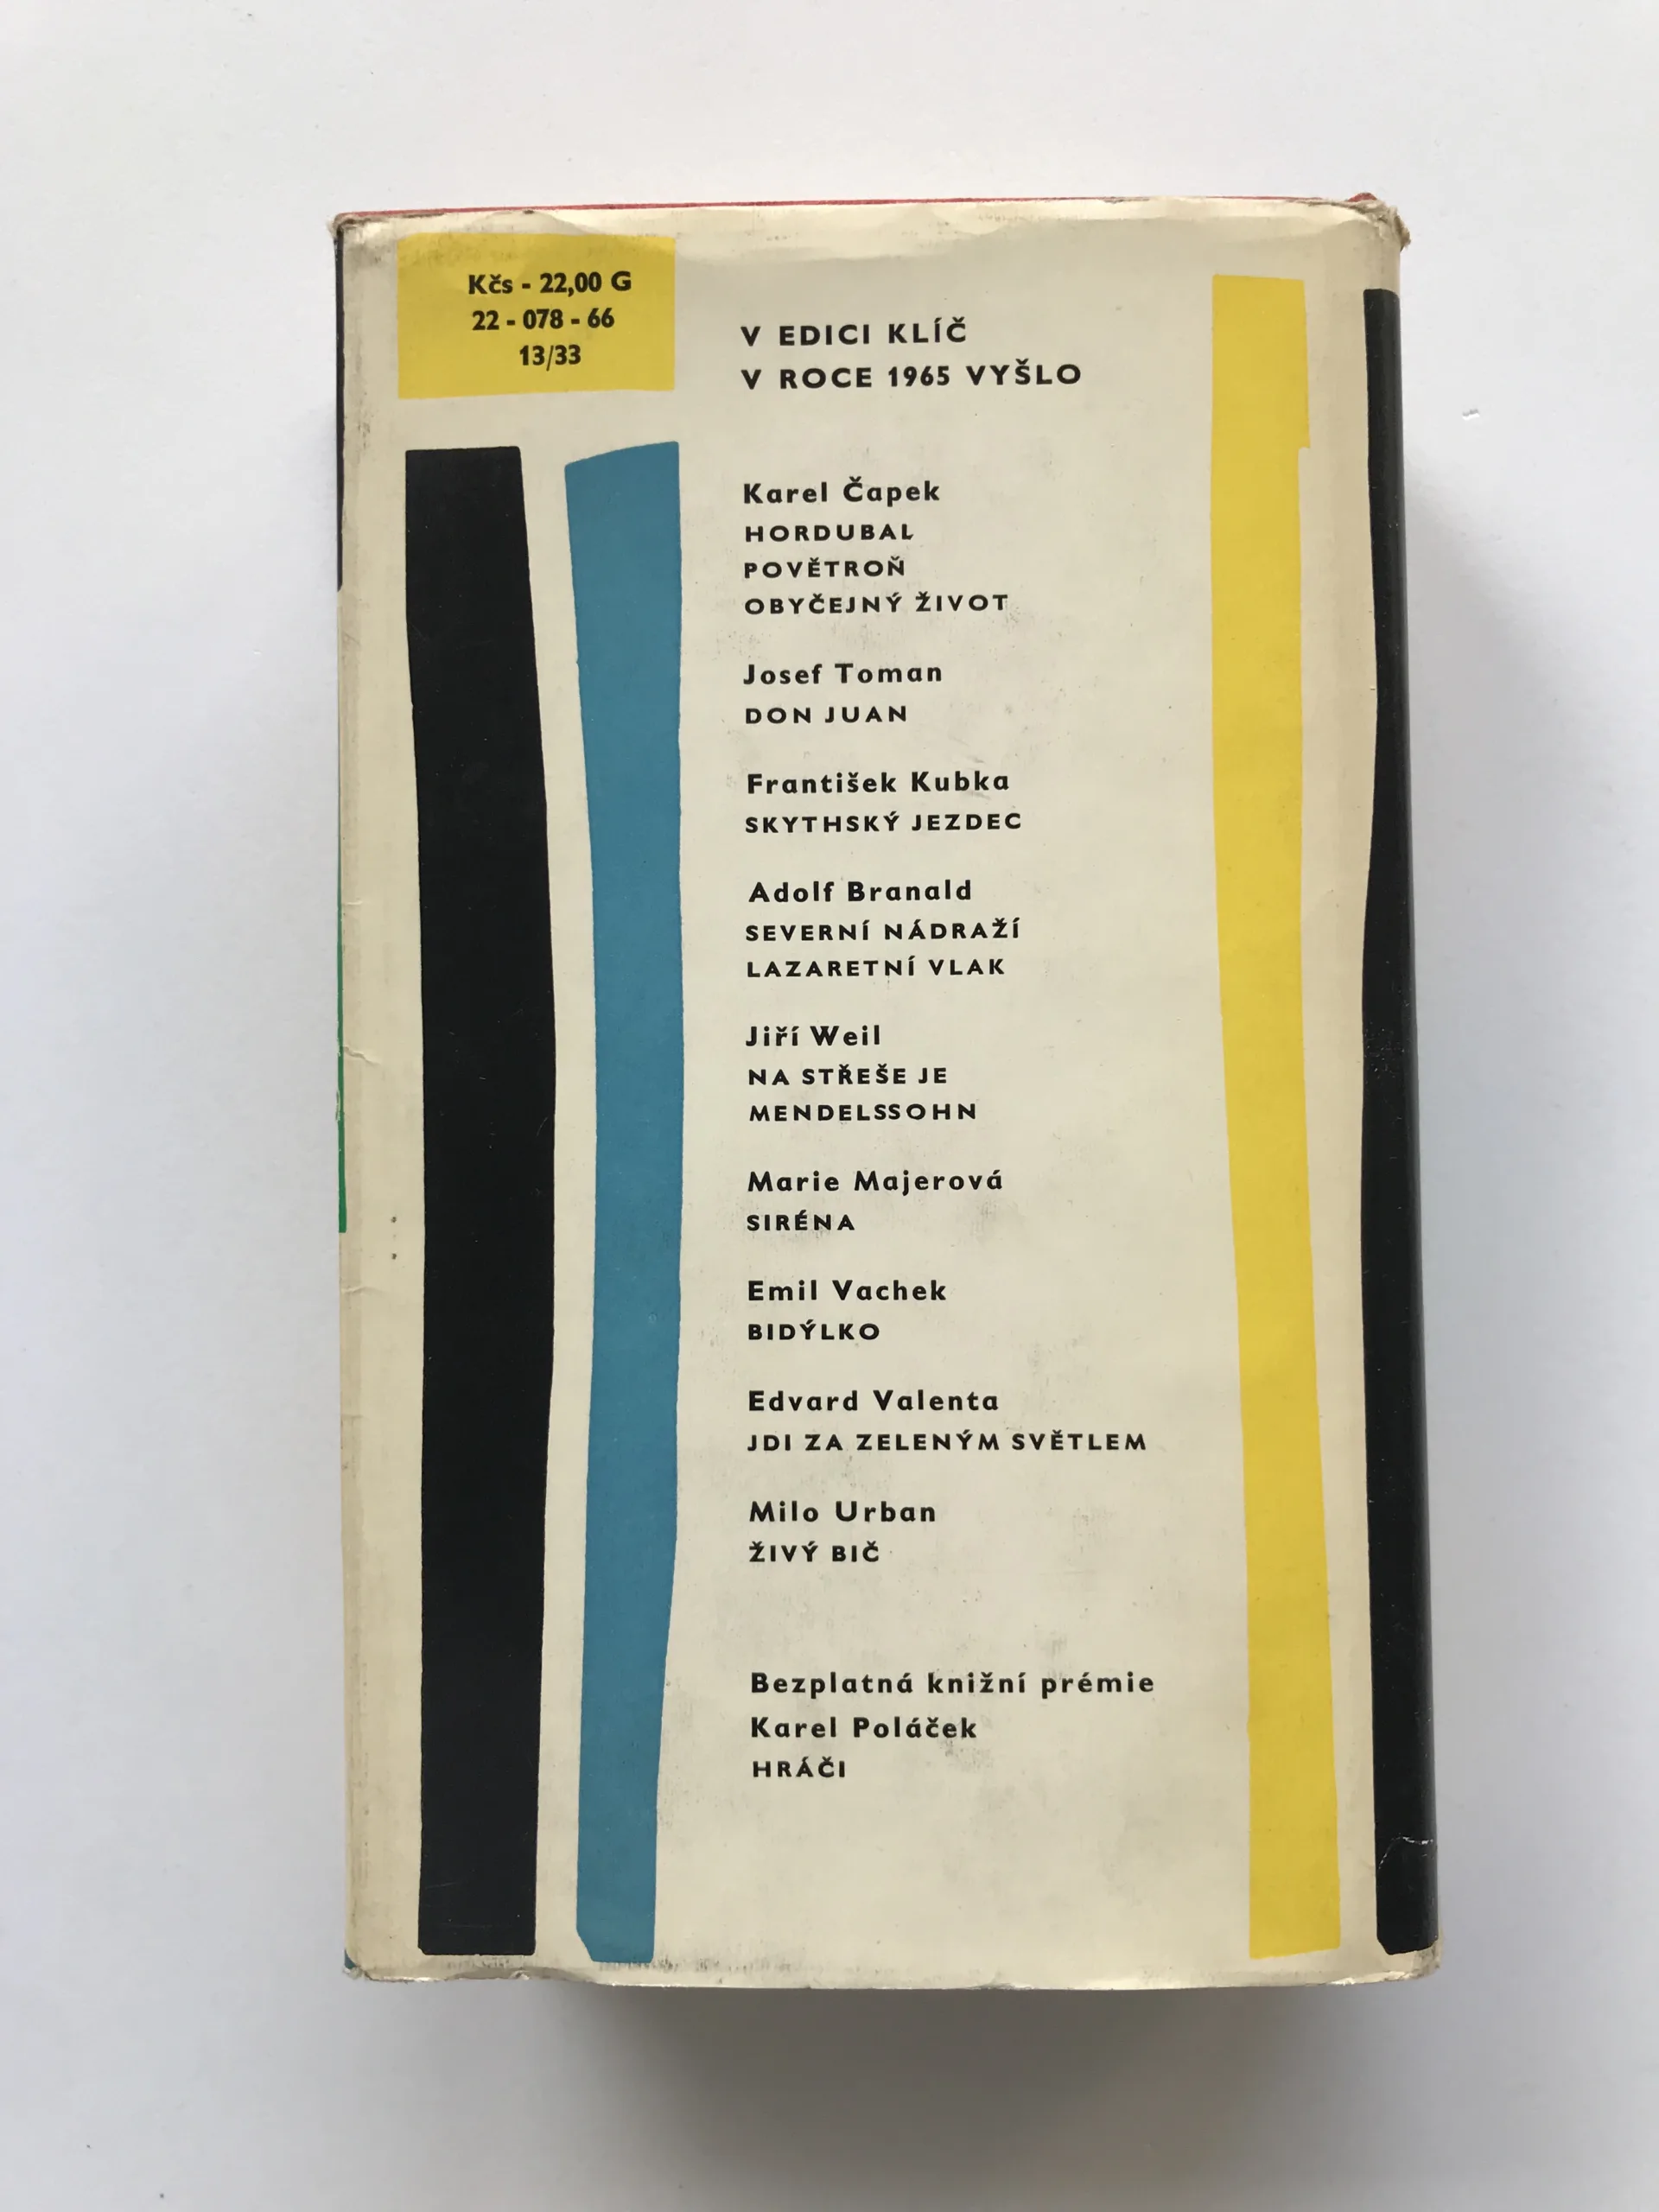 Kčs - 22,00 G
22 - 078 - 66
13/33
V EDICI KLÍČ
V ROCE 1965 VYŠLO
Karel Čapek
HORDUBAL
POVĚTROŇ
OBYČEJNÝ ŽIVOT
Josef Toman
DON JUAN
František Kubka
SKYTHSKÝ JEZDEC
Adolf Branald
SEVERNÍ NÁDRAŽÍ
LAZARETNÍ VLAK
Jiří Weil
NA STŘEŠE JE
MENDELSSOHN
Marie Majerová
SIRÉNA
Emil Vachek
BIDÝLKO
Edvard Valenta
JDI ZA ZELENÝM SVĚTLEM
Milo Urban
ŽIVÝ BIČ
Bezplatná knižní prémie
Karel Poláček
HRÁČI